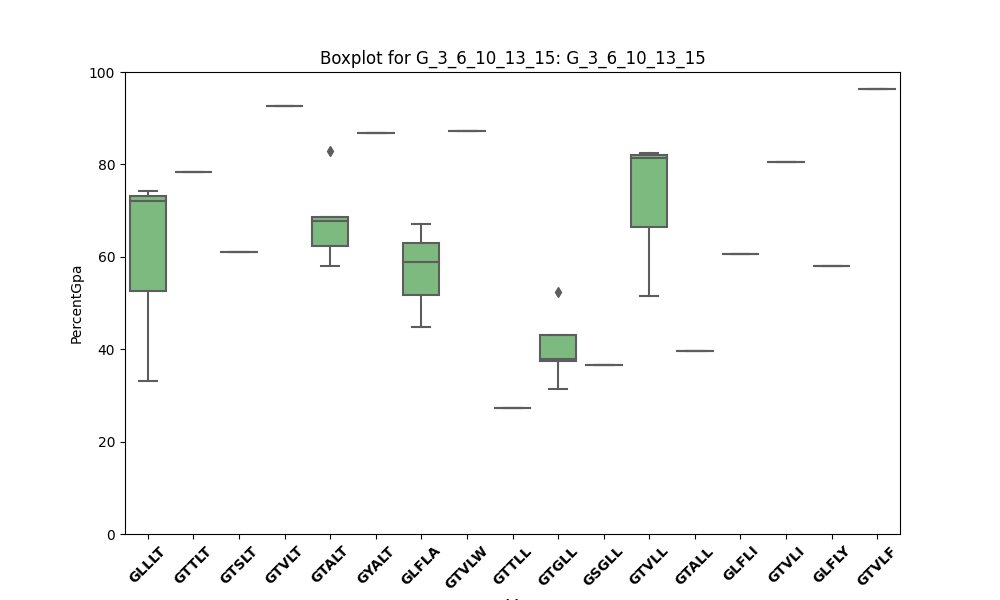 Boxplot for G_3_6_10_13_15: G_3_6_10_13_15
PercentGpa
100
80
60
40
20
0
GLLLT GTTLT GTSLT GTVLT GTALT GYALT GLFLA GTVLW GTTLL GTGLL GSGLL GTVLL GTALL GLFLI GTVLI GLFLY GTVLF